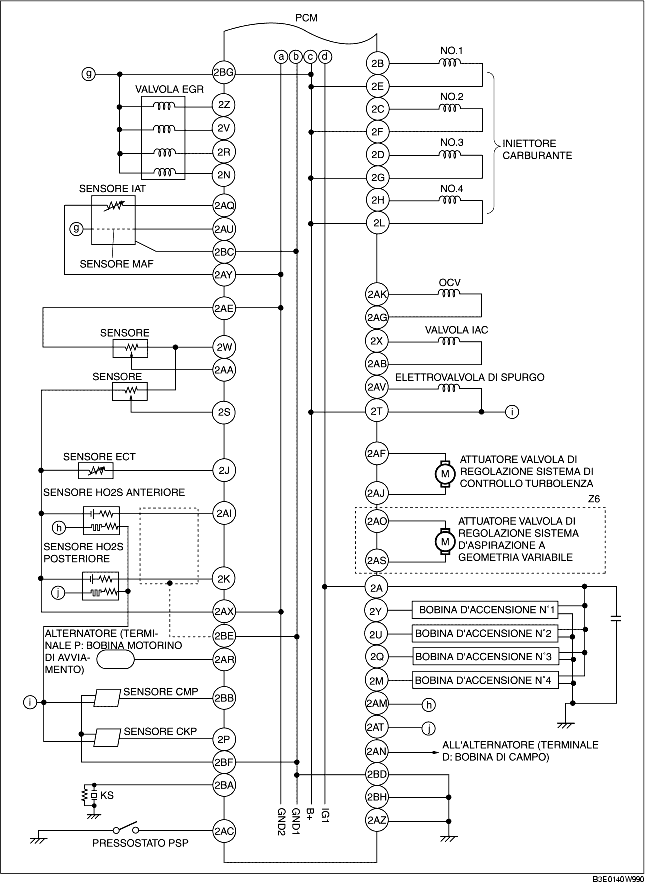 PCM
a b c d
g
2BG
VALVOLA EGR
2Z
2V
2R
2N
SENSORE IAT
2AQ
g
2AU
2BC
SENSORE MAF
2AY
2AE
SENSORE
2W
2AA
SENSORE
2S
SENSORE ECT
2J
SENSORE HO2S ANTERIORE
2AI
h
SENSORE HO2S
POSTERIORE
2K
j
2AX
ALTERNATORE (TERMI-
NALE P: BOBINA MOTORINO
DI AVVIA-
MENTO)
2BE
2AR
SENSORE CMP
2BB
i
SENSORE CKP
2P
2BF
2BA
KS
2AC
PRESSOSTATO PSP
GND2
GND1
B+
IG1
2B
NO.1
2E
2C
NO.2
2F
INIETTORE
CARBURANTE
2D
NO.3
2G
2H
NO.4
2L
2AK
OCV
2AG
2X
VALVOLA IAC
2AB
2AV
ELETTROVALVOLA DI SPURGO
2T
i
2AF
M
ATTUATORE VALVOLA DI
REGOLAZIONE SISTEMA DI
CONTROLLO TURBOLENZA
2AJ
Z6
2AO
M
ATTUATORE VALVOLA DI
REGOLAZIONE SISTEMA
D'ASPIRAZIONE A
GEOMETRIA VARIABILE
2AS
2A
2Y
BOBINA D'ACCENSIONE N°1
2U
BOBINA D'ACCENSIONE N°2
2Q
BOBINA D'ACCENSIONE N°3
2M
BOBINA D'ACCENSIONE N°4
2AM
h
2AT
j
2AN
ALL'ALTERNATORE (TERMINALE
D: BOBINA DI CAMPO)
2BD
2BH
2AZ
B3E0140W990